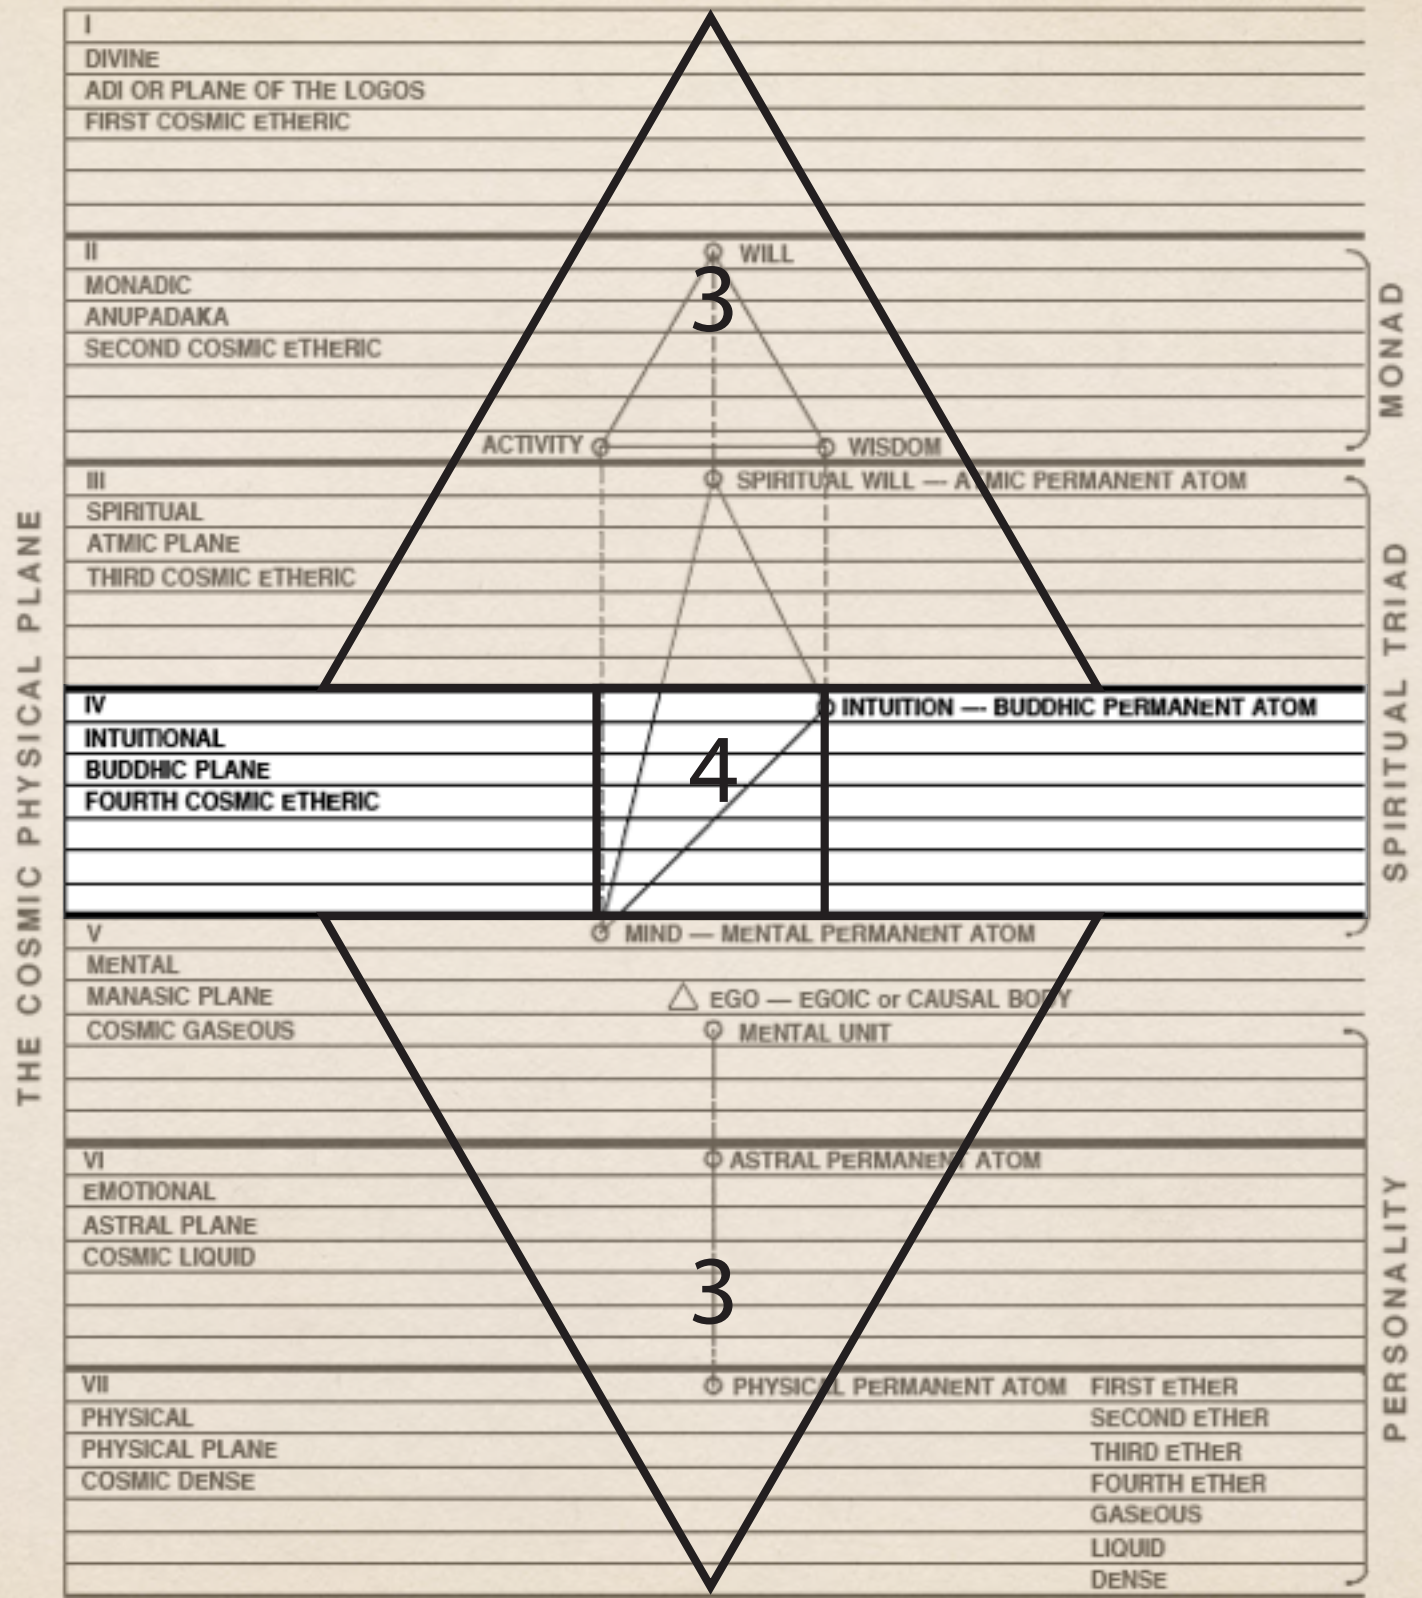 THE COSMIC PHYSICAL PLANE
I
DIVINE
ADI OR PLANE OF THE LOGOS
FIRST COSMIC ETHERIC
II
WILL
3
MONADIC
ANUPADAKA
SECOND COSMIC ETHERIC
ACTIVITY
WISDOM
MONAD
III
SPIRITUAL WILL — ATMIC PERMANENT ATOM
SPIRITUAL
ATMIC PLANE
THIRD COSMIC ETHERIC
SPIRITUAL TRIAD
IV
INTUITION —- BUDDHIC PERMANENT ATOM
INTUITIONAL
4
BUDDHIC PLANE
FOURTH COSMIC ETHERIC
V
MIND — MENTAL PERMANENT ATOM
MENTAL
MANASIC PLANE
EGO — EGOIC or CAUSAL BODY
COSMIC GASEOUS
MENTAL UNIT
VI
ASTRAL PERMANENT ATOM
EMOTIONAL
ASTRAL PLANE
COSMIC LIQUID
3
PERSONALITY
VII
PHYSICAL PERMANENT ATOM
FIRST ETHER
PHYSICAL
SECOND ETHER
PHYSICAL PLANE
THIRD ETHER
COSMIC DENSE
FOURTH ETHER
GASEOUS
LIQUID
DENSE